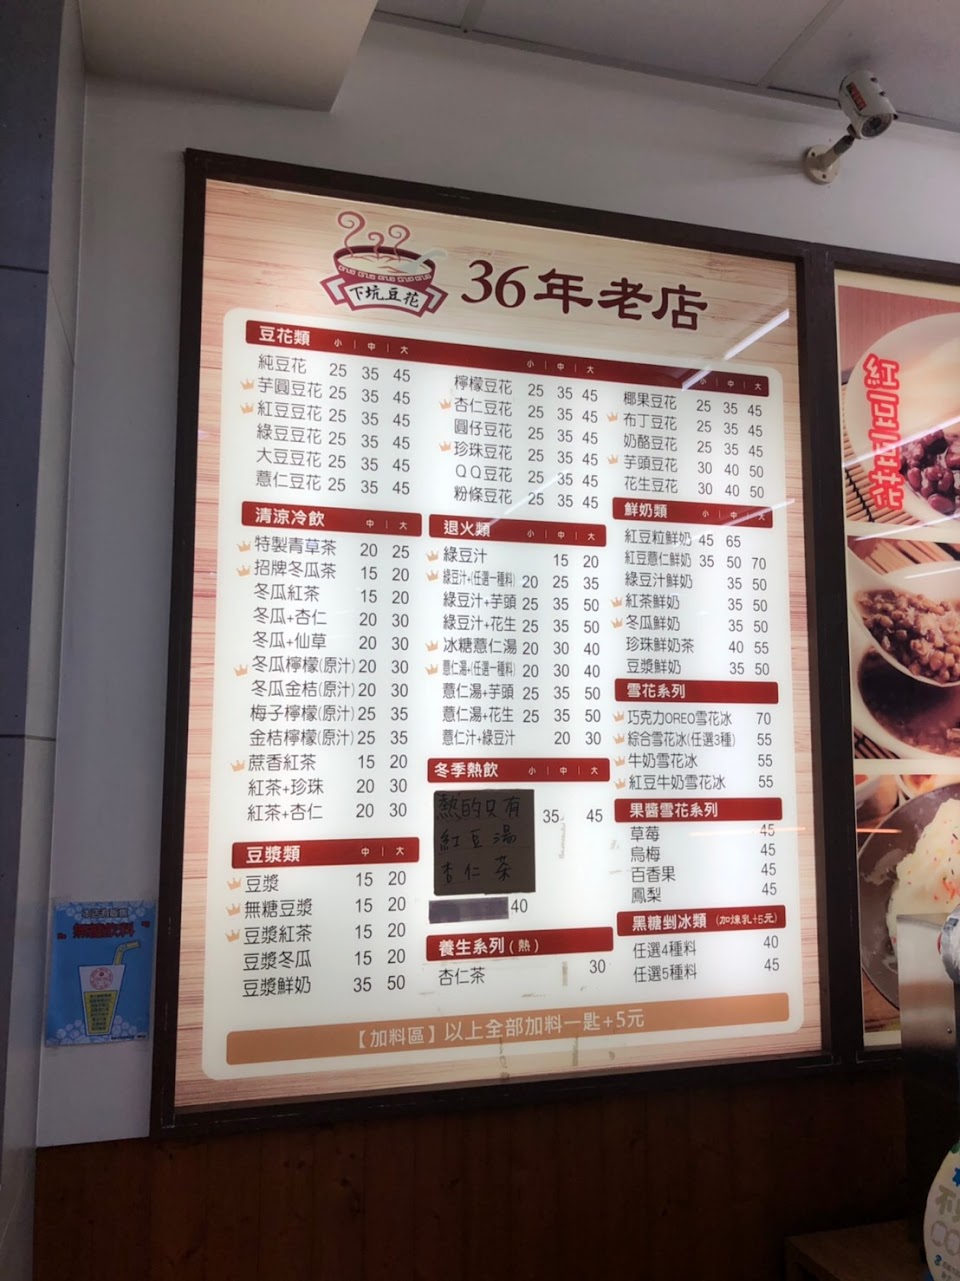 下坑豆花
36年老店
豆花類 小 | 中 | 大
純豆花 25 35 45
芋圓豆花 25 35 45
紅豆豆花 25 35 45
綠豆豆花 25 35 45
大豆豆花 25 35 45
薏仁豆花 25 35 45
小 | 中 | 大
檸檬豆花 25 35 45
杏仁豆花 25 35 45
圓仔豆花 25 35 45
珍珠豆花 25 35 45
QQ豆花 25 35 45
粉條豆花 25 35 45
小 | 中 | 大
椰果豆花 25 35 45
布丁豆花 25 35 45
奶酪豆花 25 35 45
芋頭豆花 30 40 50
花生豆花 30 40 50
清涼冷飲 中 | 大
特製青草茶 20 25
招牌冬瓜茶 15 20
冬瓜紅茶 15 20
冬瓜+杏仁 20 30
冬瓜+仙草 20 30
冬瓜檸檬(原汁) 20 30
冬瓜金桔(原汁) 20 30
梅子檸檬(原汁) 25 35
金桔檸檬(原汁) 25 35
蔗香紅茶 15 20
紅茶+珍珠 20 30
紅茶+杏仁 20 30
豆漿類 中 | 大
豆漿 15 20
無糖豆漿 15 20
豆漿紅茶 15 20
豆漿冬瓜 15 20
豆漿鮮奶 35 50
退火類 小 | 中 | 大
綠豆汁 15 20
綠豆汁+(任選一種料) 20 25 35
綠豆汁+芋頭 25 35 50
綠豆汁+花生 25 35 50
冰糖薏仁湯 20 30 40
薏仁湯+(任選一種料) 20 30 40
薏仁湯+芋頭 25 35 50
薏仁湯+花生 25 35 50
薏仁汁+綠豆汁 20 30
冬季熱飲 小 | 中 | 大
熱的只有
紅豆湯
杏仁茶
35 45
40
養生系列(熱)
杏仁茶 30
鮮奶類 小 | 中 | 大
紅豆粒鮮奶 45 65
紅豆薏仁鮮奶 35 50 70
綠豆汁鮮奶 35 50
紅茶鮮奶 35 50
冬瓜鮮奶 35 50
珍珠鮮奶茶 40 55
豆漿鮮奶 35 50
雪花系列
巧克力OREO雪花冰 70
綜合雪花冰(任選3種) 55
牛奶雪花冰 55
紅豆牛奶雪花冰 55
果醬雪花系列
草莓 45
烏梅 45
百香果 45
鳳梨 45
黑糖剉冰類 (加煉乳+5元)
任選4種料 40
任選5種料 45
【加料區】以上全部加料一匙+5元
紅豆豆花